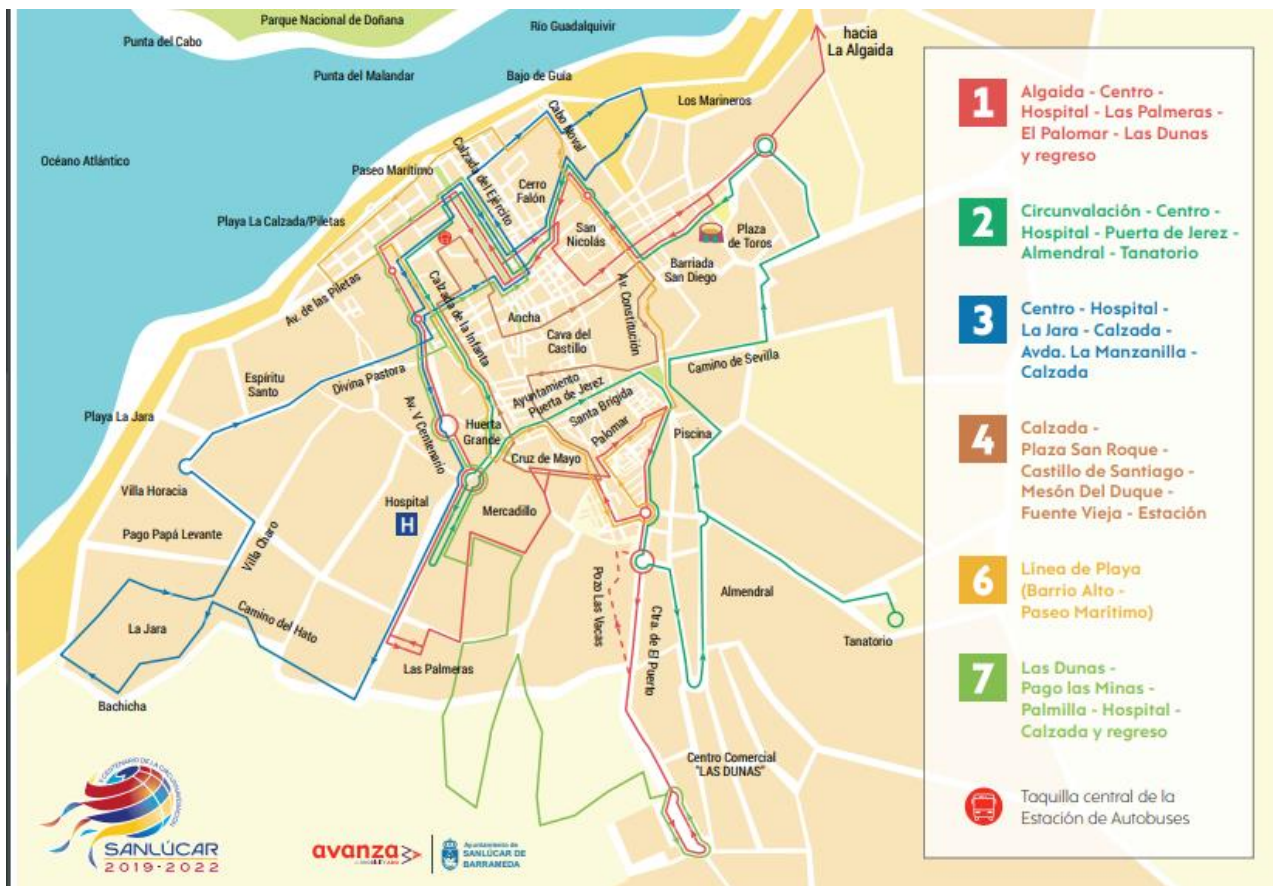 Parque Nacional de Doñana
Río Guadalquivir
hacia
La Algaida
Punta del Cabo
Punta del Malandar
Bajo de Guía
Los Marineros
Cabo Noval
Océano Atlántico
Paseo Marítimo
Calzada del Ejército
Cerro
Falón
Playa La Calzada/Piletas
San
Nicolás
Plaza
de Toros
Barriada
San Diego
Av. de las Piletas
Calzada de la Infanta
Ancha
Av. Constitución
Cava del
Castillo
Camino de Sevilla
Espíritu
Santo
Divina Pastora
Ayuntamiento
Puerta de Jerez
Santa Brígida
Playa La Jara
Av. V Centenario
Huerta
Grande
Palomar
Piscina
Cruz de Mayo
Villa Horacia
Hospital
H
Mercadillo
Pago Papá Levante
Villa Charo
Pozo Las Vacas
Almendral
La Jara
Camino del Hato
Ctra. de El Puerto
Tanatorio
Las Palmeras
Bachicha
Centro Comercial
"LAS DUNAS"
1
Algaida - Centro -
Hospital - Las Palmeras -
El Palomar - Las Dunas
y regreso
2
Circunvalación - Centro -
Hospital - Puerta de Jerez -
Almendral - Tanatorio
3
Centro - Hospital -
La Jara - Calzada -
Avda. La Manzanilla -
Calzada
4
Calzada -
Plaza San Roque -
Castillo de Santiago -
Mesón Del Duque -
Fuente Vieja - Estación
6
Línea de Playa
(Barrio Alto -
Paseo Marítimo)
7
Las Dunas -
Pago las Minas -
Palmilla - Hospital -
Calzada y regreso
Taquilla central de la
Estación de Autobuses
SANLÚCAR
2019-2022
avanza
Ayuntamiento de
SANLÚCAR DE
BARRAMEDA